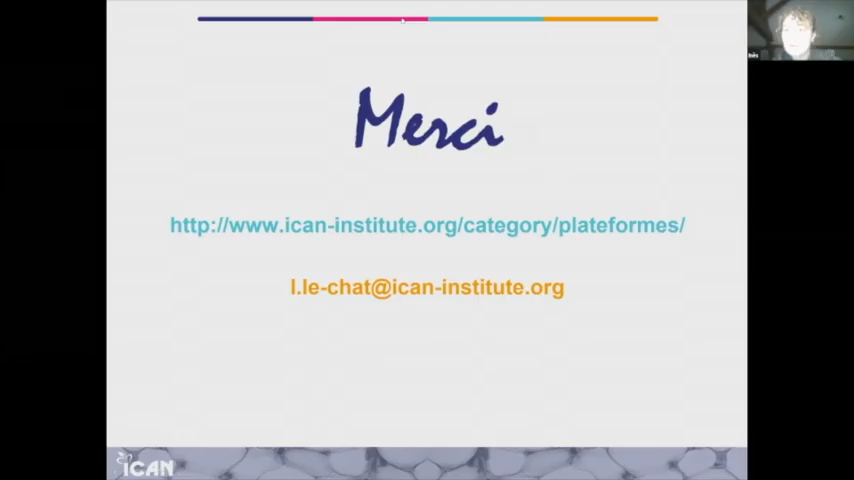 Merci
http://www.ican-institute.org/category/plateformes/
l.le-chat@ican-institute.org
ICAN